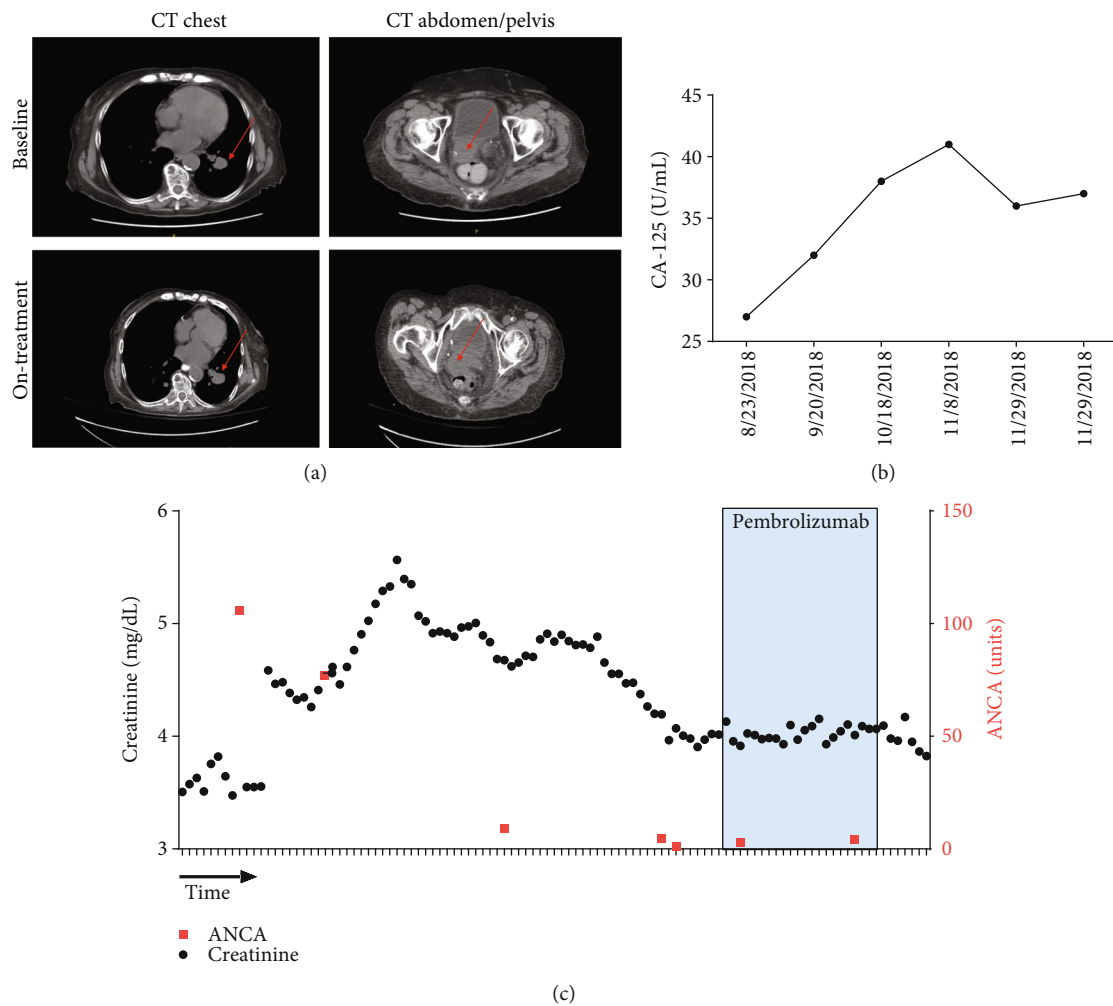 CT chest
CT abdomen/pelvis
Baseline
On-treatment
(a)
45
40
35
30
25
CA-125 (U/mL)
8/23/2018
9/20/2018
10/18/2018
11/8/2018
11/29/2018
11/29/2018
(b)
6
5
4
3
Creatinine (mg/dL)
Pembrolizumab
150
100
50
0
ANCA (units)
Time
ANCA
Creatinine
(c)